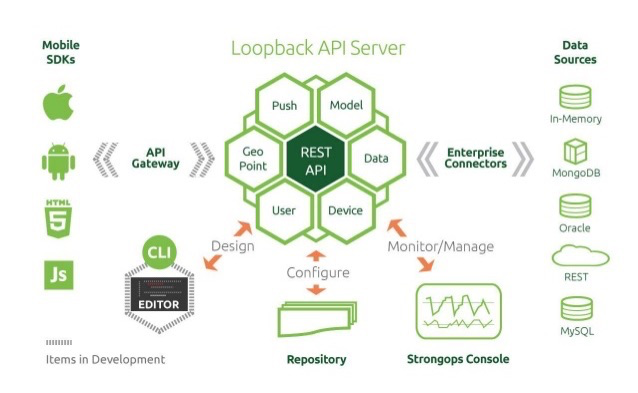 Loopback API Server
Mobile
SDKs
HTML
5
Js
API
Gateway
Push
Model
Geo
Point
REST
API
Data
User
Device
Enterprise
Connectors
Data
Sources
In-Memory
MongoDB
Oracle
REST
MySQL
Design
Configure
Monitor/Manage
CLI
EDITOR
Repository
Strongops Console
Items in Development